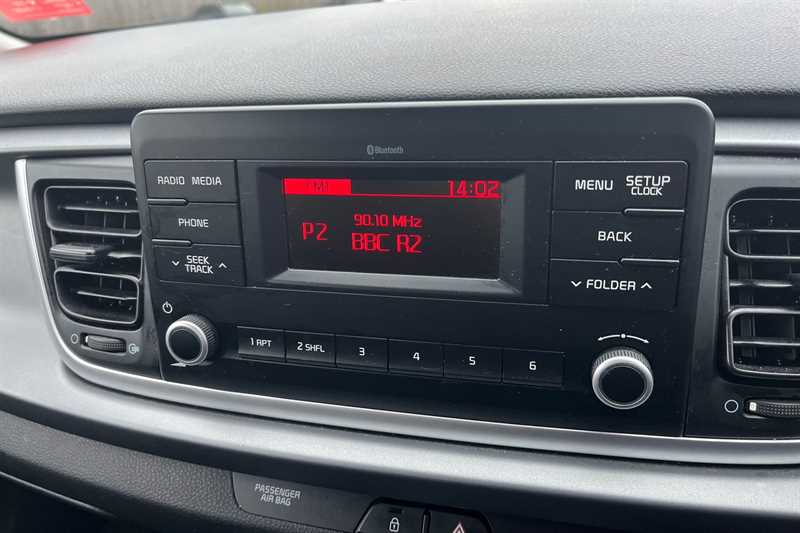 Bluetooth
RADIO MEDIA
PHONE
SEEK
TRACK
FM1 14:02
P2 90.10 MHz
BBC R2
MENU
SETUP
CLOCK
BACK
FOLDER
1 RPT
2 SHFL
3
4
5
6
PASSENGER
AIR BAG